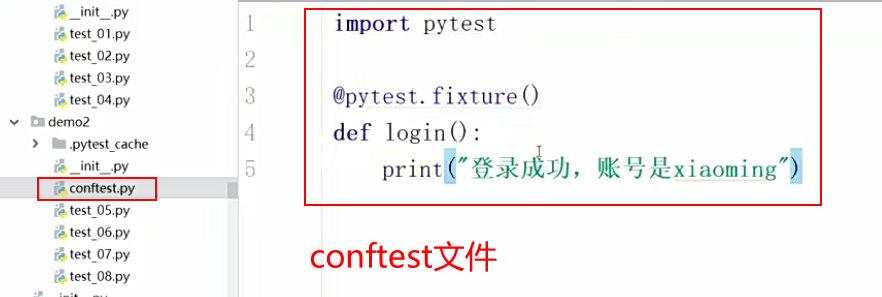 __init__.py
test_01.py
test_02.py
test_03.py
test_04.py
demo2
.pytest_cache
__init__.py
conftest.py
test_05.py
test_06.py
test_07.py
test_08.py
1 import pytest
2
3 @pytest.fixture()
4 def login():
5 print("登录成功，账号是xiaoming")
conftest文件